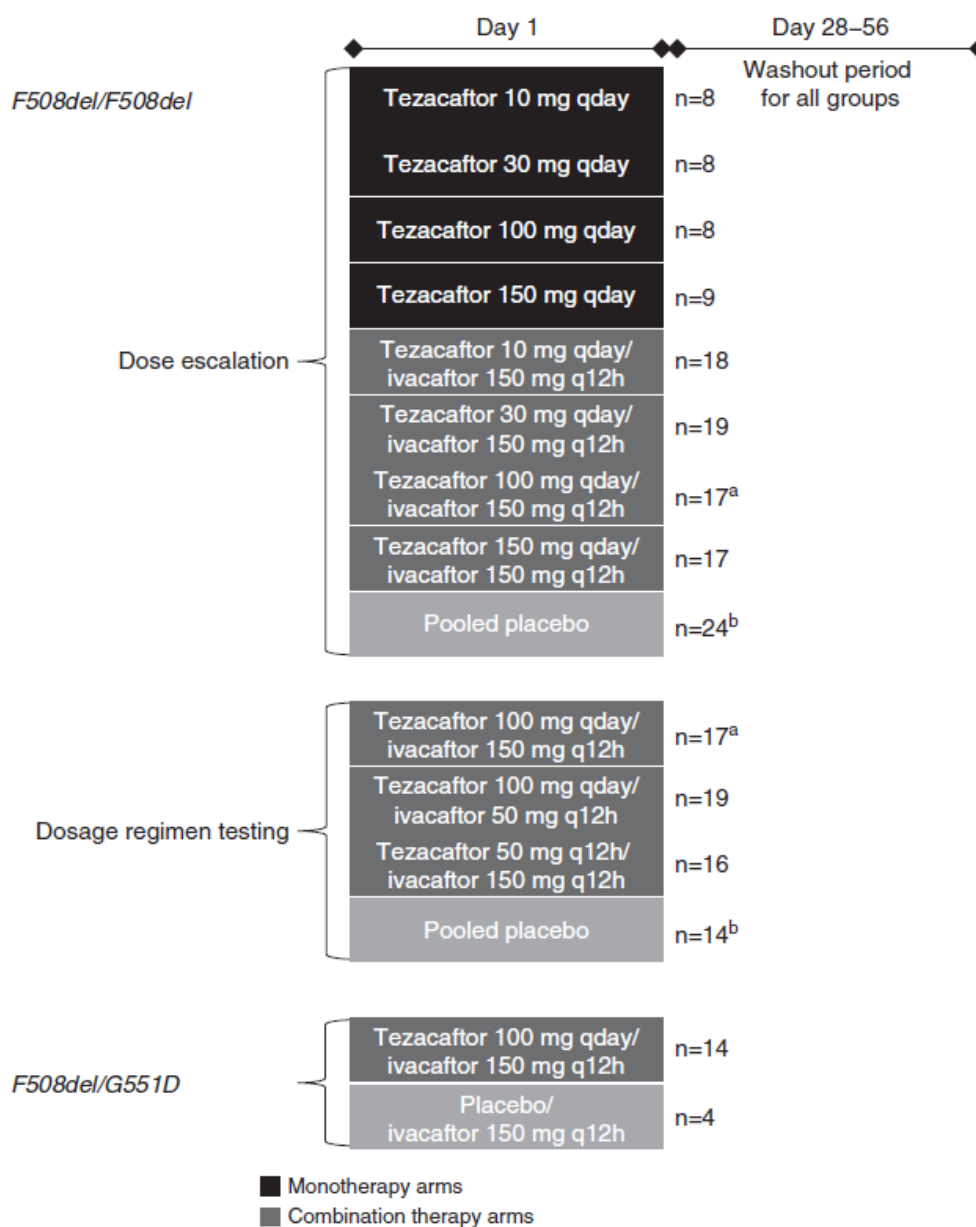 Day 1
Day 28–56
Washout period
for all groups
F508del/F508del
Dose escalation
Tezacaftor 10 mg qday
n=8
Tezacaftor 30 mg qday
n=8
Tezacaftor 100 mg qday
n=8
Tezacaftor 150 mg qday
n=9
Tezacaftor 10 mg qday/
ivacaftor 150 mg q12h
n=18
Tezacaftor 30 mg qday/
ivacaftor 150 mg q12h
n=19
Tezacaftor 100 mg qday/
ivacaftor 150 mg q12h
n=17a
Tezacaftor 150 mg qday/
ivacaftor 150 mg q12h
n=17
Pooled placebo
n=24b
Dosage regimen testing
Tezacaftor 100 mg qday/
ivacaftor 150 mg q12h
n=17a
Tezacaftor 100 mg qday/
ivacaftor 50 mg q12h
n=19
Tezacaftor 50 mg q12h/
ivacaftor 150 mg q12h
n=16
Pooled placebo
n=14b
F508del/G551D
Tezacaftor 100 mg qday/
ivacaftor 150 mg q12h
n=14
Placebo/
ivacaftor 150 mg q12h
n=4
Monotherapy arms
Combination therapy arms